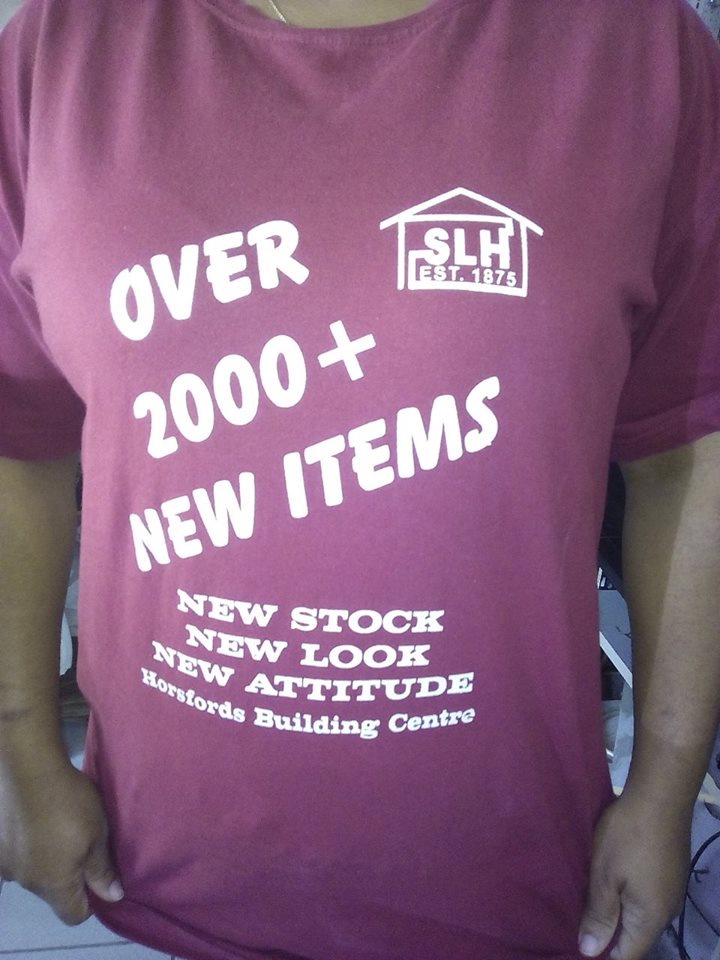 OVER
2000+
NEW ITEMS
SLH
EST. 1875
NEW STOCK
NEW LOOK
NEW ATTITUDE
Horsfords Building Centre